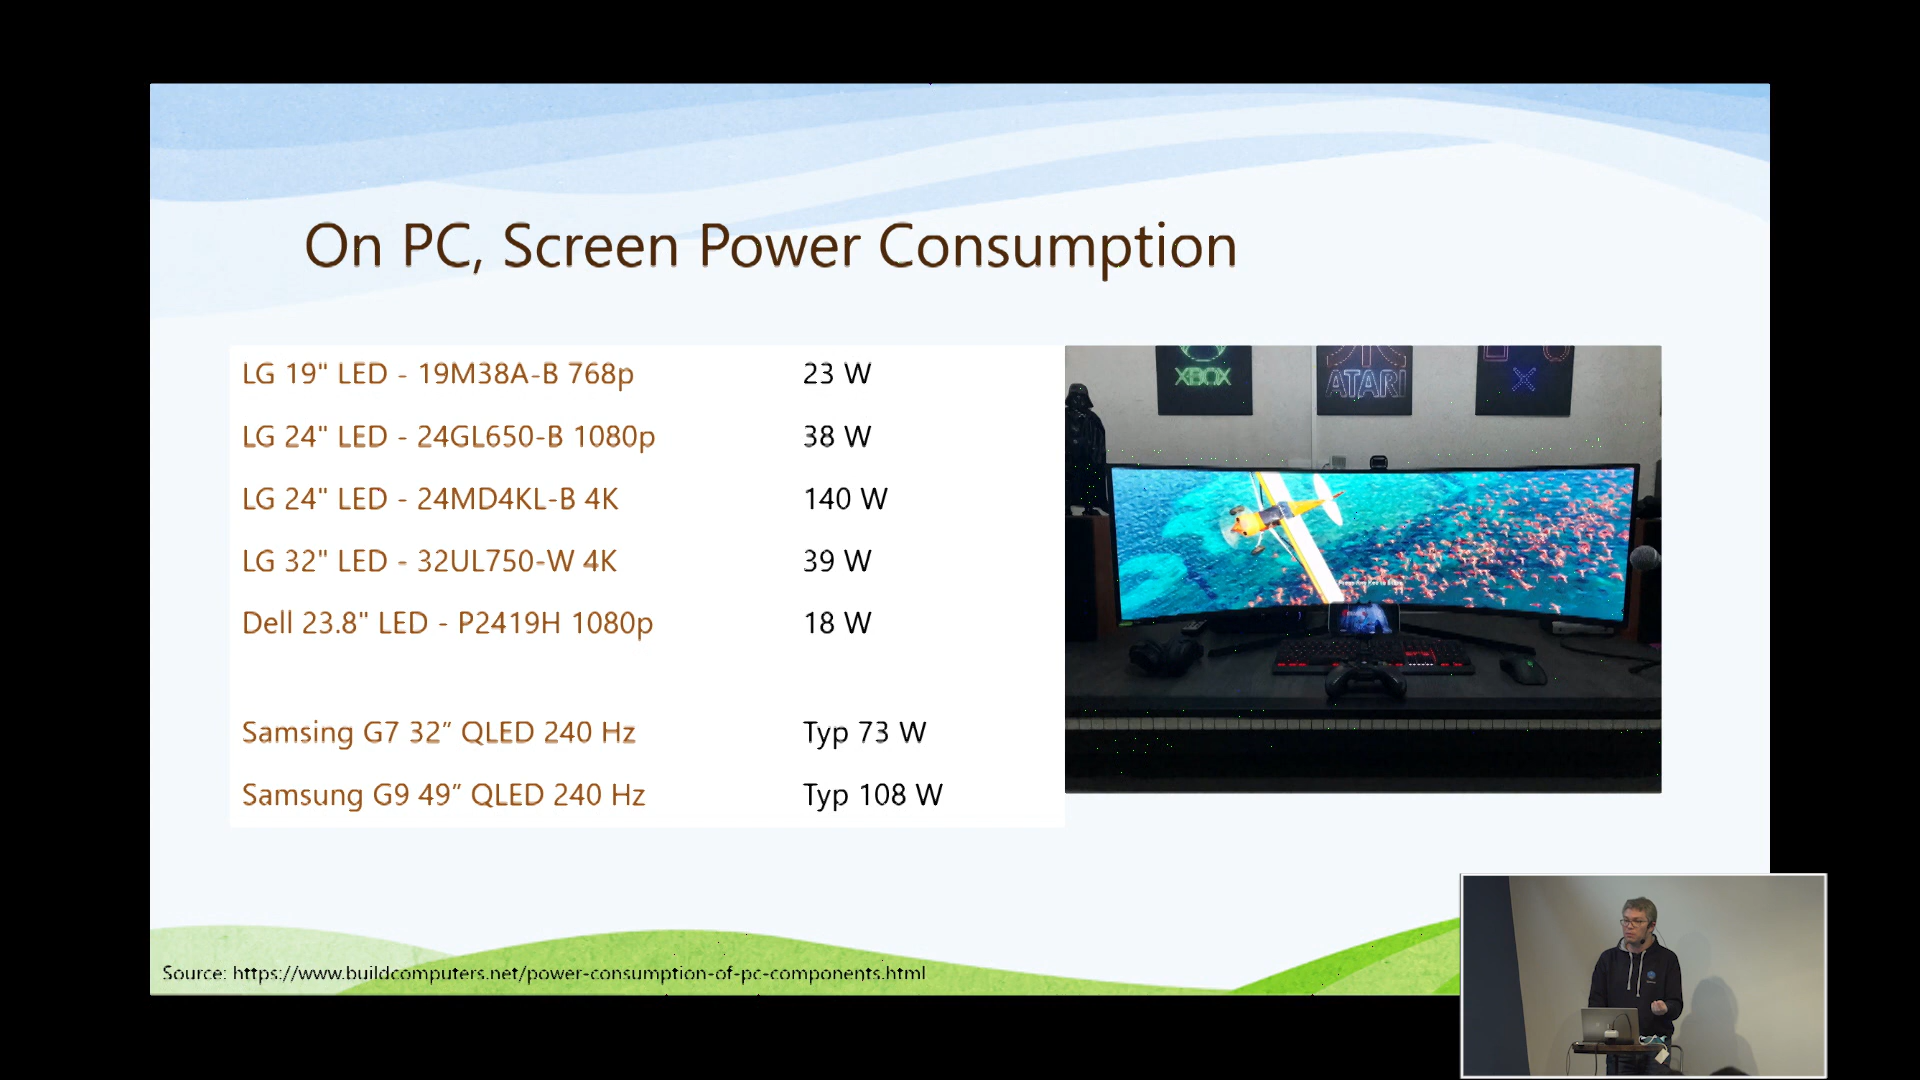 On PC, Screen Power Consumption
LG 19" LED - 19M38A-B 768p 23 W
LG 24" LED - 24GL650-B 1080p 38 W
LG 24" LED - 24MD4KL-B 4K 140 W
LG 32" LED - 32UL750-W 4K 39 W
Dell 23.8" LED - P2419H 1080p 18 W
Samsing G7 32” QLED 240 Hz Typ 73 W
Samsung G9 49” QLED 240 Hz Typ 108 W
XBOX
ATARI
Source: https://www.buildcomputers.net/power-consumption-of-pc-components.html